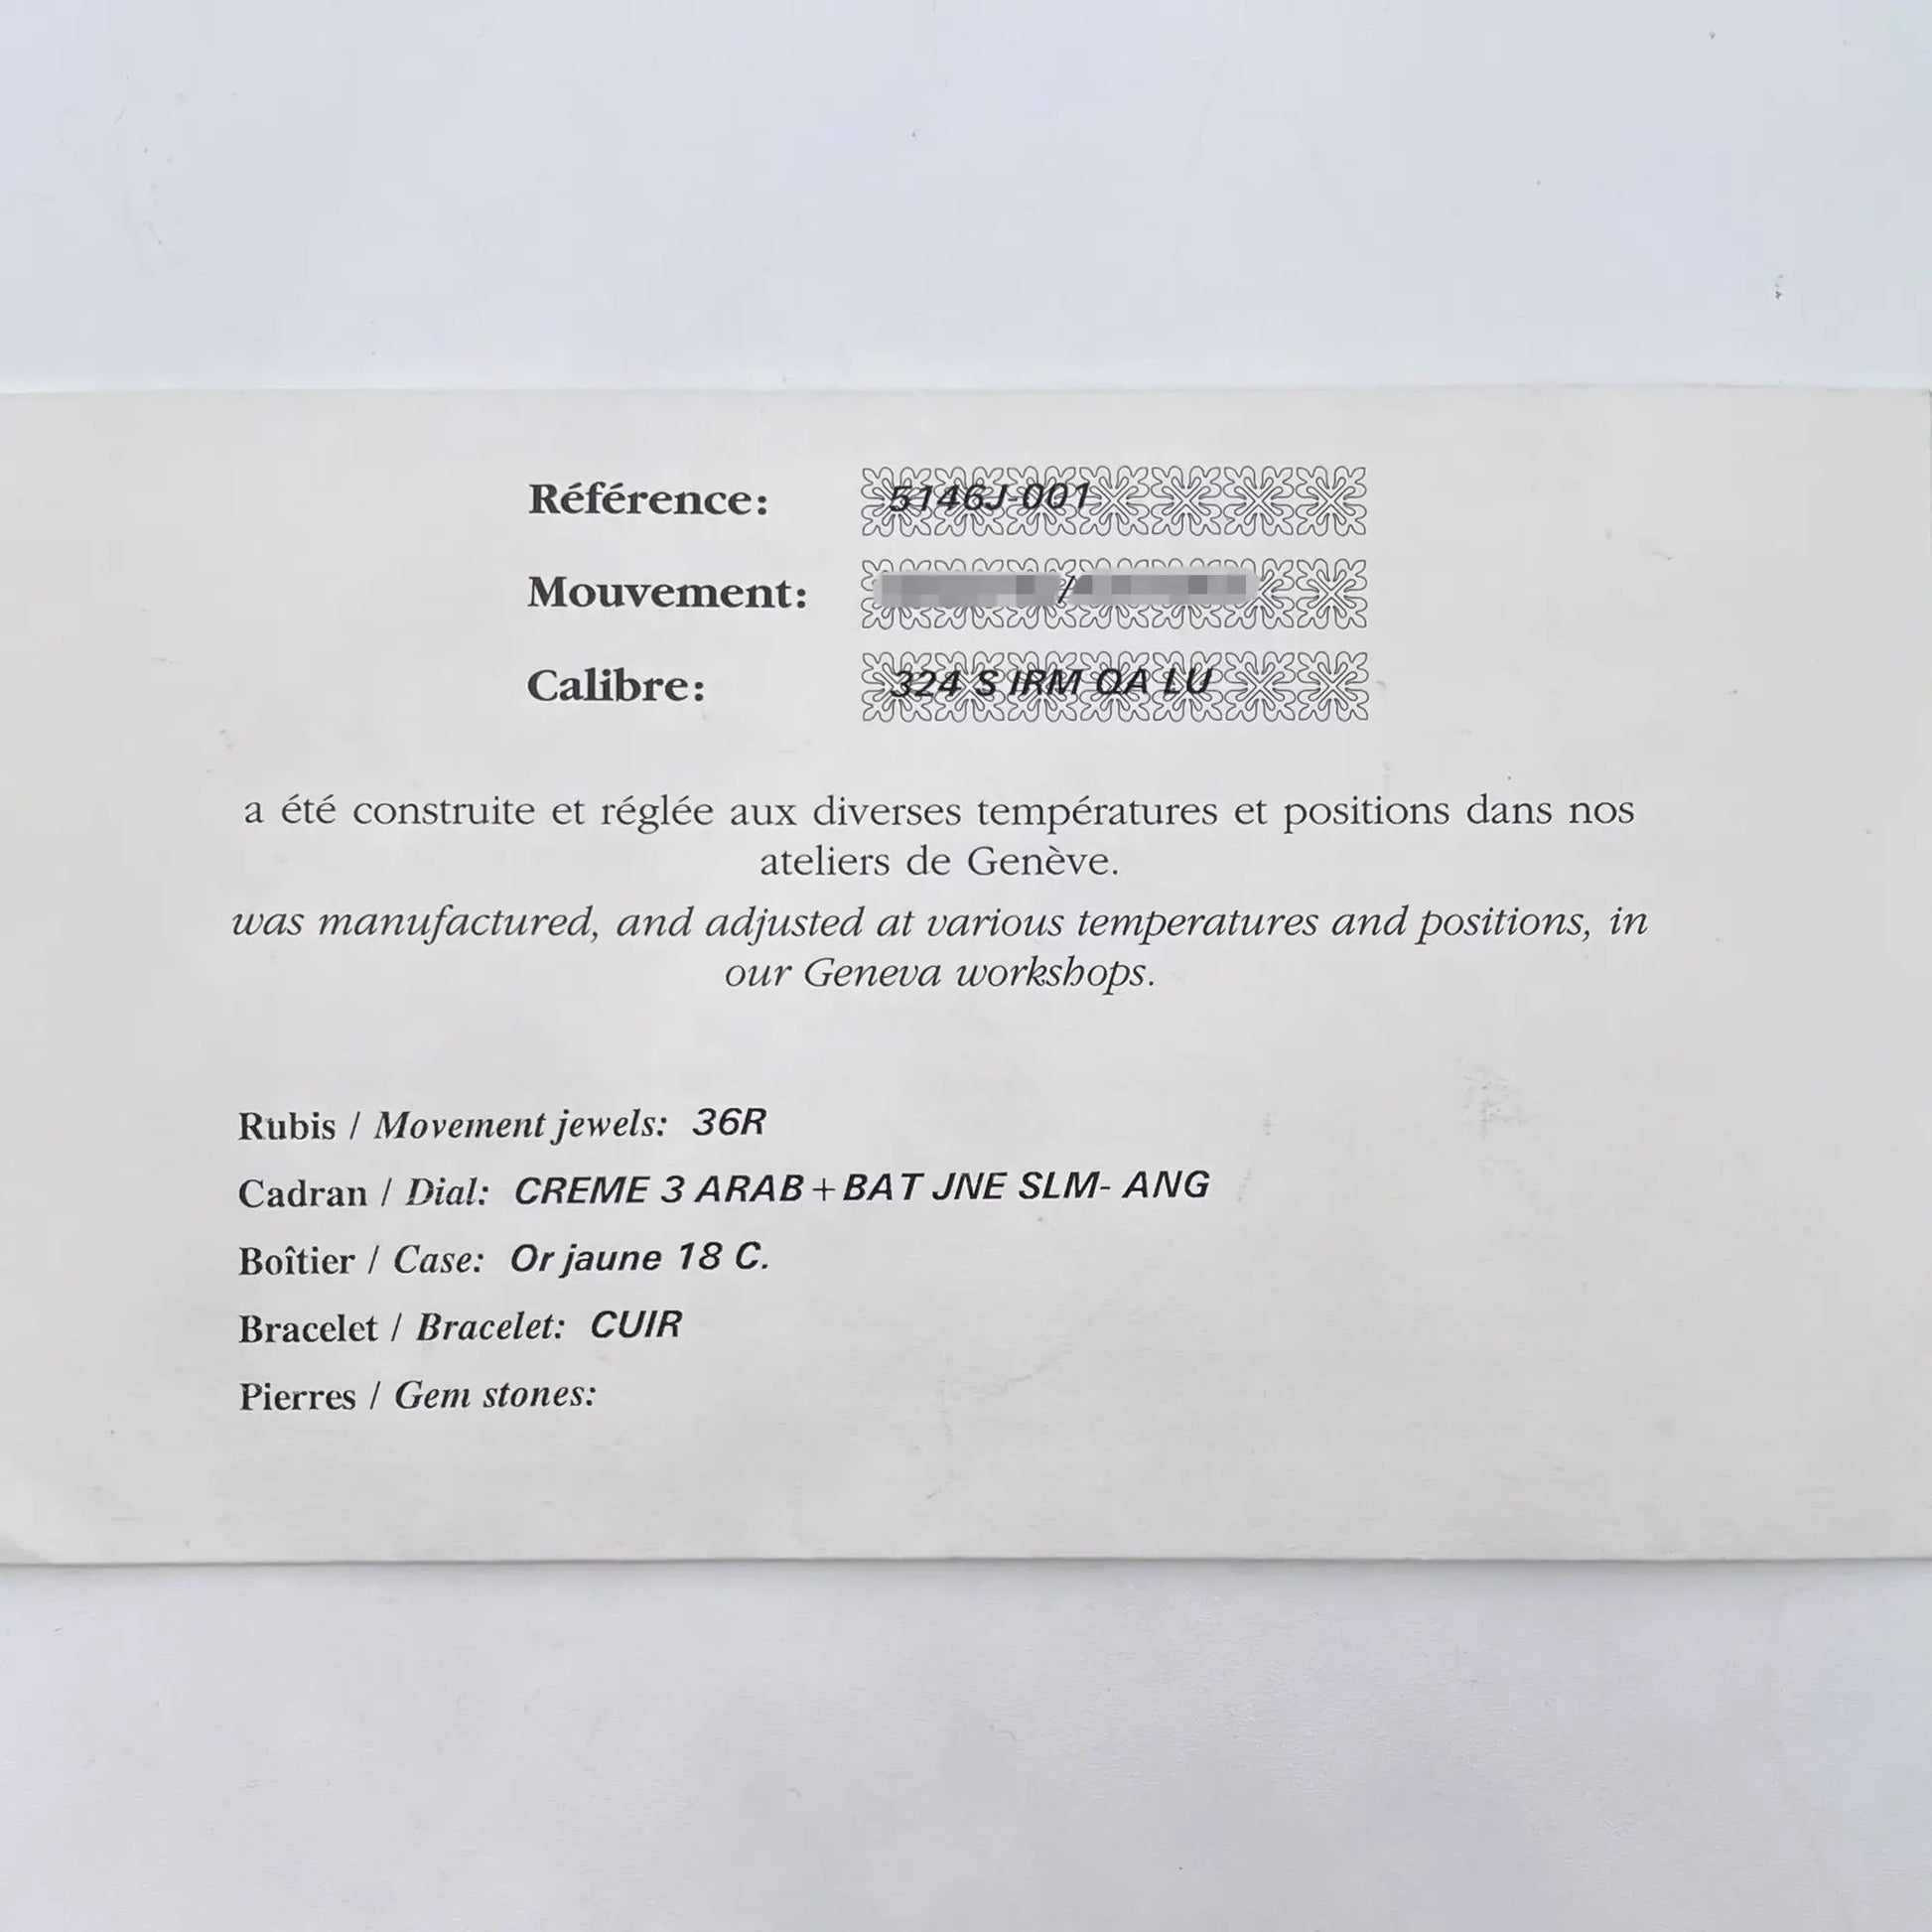 Référence: 5146J-001
Mouvement: /
Calibre: 324 S IRM QA LU
a été construite et réglée aux diverses températures et positions dans nos
ateliers de Genève.
was manufactured, and adjusted at various temperatures and positions, in
our Geneva workshops.
Rubis / Movement jewels: 36R
Cadran / Dial: CREME 3 ARAB+BAT JNE SLM- ANG
Boîtier / Case: Or jaune 18 C.
Bracelet / Bracelet: CUIR
Pierres / Gem stones: